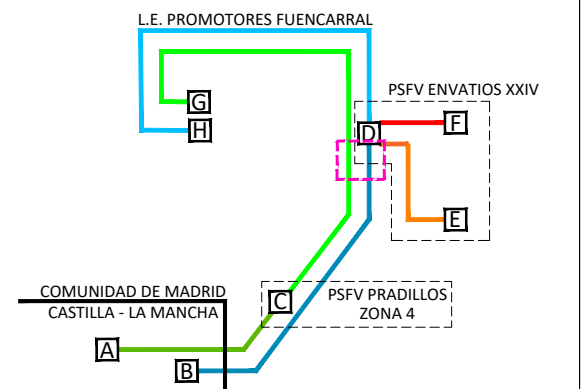 L.E. PROMOTORES FUENCARRAL
PSFV ENVATIOS XXIV
G
H
D
F
E
C
PSFV PRADILLOS
ZONA 4
COMUNIDAD DE MADRID
CASTILLA - LA MANCHA
A
B